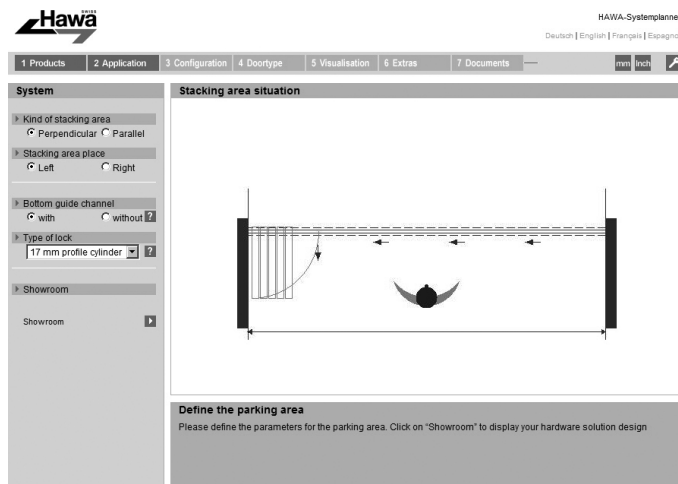 SWISS
Hawa
HAWA-Systemplanne
Deutsch | English | Français | Espagno
1 Products 2 Application 3 Configuration 4 Doortype 5 Visualisation 6 Extras 7 Documents mm Inch
System
Stacking area situation
Kind of stacking area
Perpendicular Parallel
Stacking area place
Left Right
Bottom guide channel
with without ?
Type of lock
17 mm profile cylinder ?
Showroom
Showroom
Define the parking area
Please define the parameters for the parking area. Click on “Showroom” to display your hardware solution design